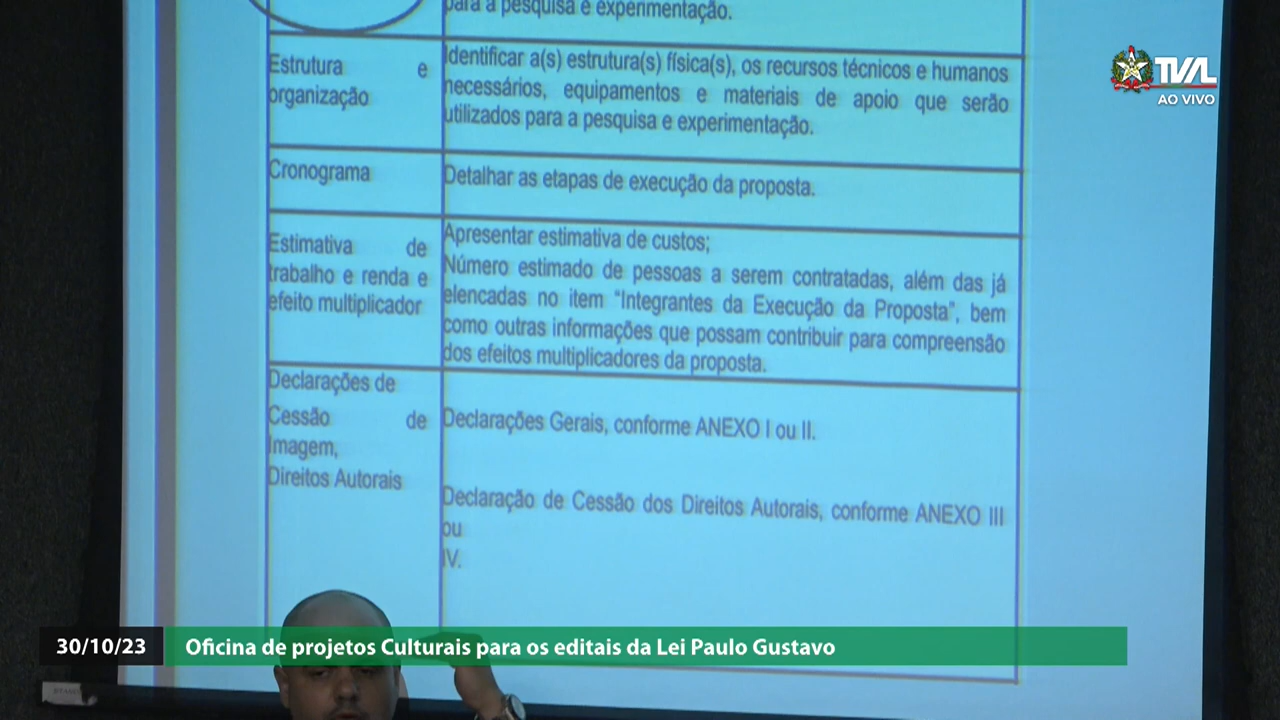 para a pesquisa e experimentação.
Estrutura e
organização
Identificar a(s) estrutura(s) física(s), os recursos técnicos e humanos
necessários, equipamentos e materiais de apoio que serão
utilizados para a pesquisa e experimentação.
Cronograma
Detalhar as etapas de execução da proposta.
Estimativa de
trabalho e renda e
efeito multiplicador
Apresentar estimativa de custos;
Número estimado de pessoas a serem contratadas, além das já
elencadas no item “Integrantes da Execução da Proposta”, bem
como outras informações que possam contribuir para compreensão
dos efeitos multiplicadores da proposta.
Declarações de
Cessão de
Imagem,
Direitos Autorais
Declarações Gerais, conforme ANEXO I ou II.
Declaração de Cessão dos Direitos Autorais, conforme ANEXO III
ou
IV.
TVAL
AO VIVO
30/10/23
Oficina de projetos Culturais para os editais da Lei Paulo Gustavo